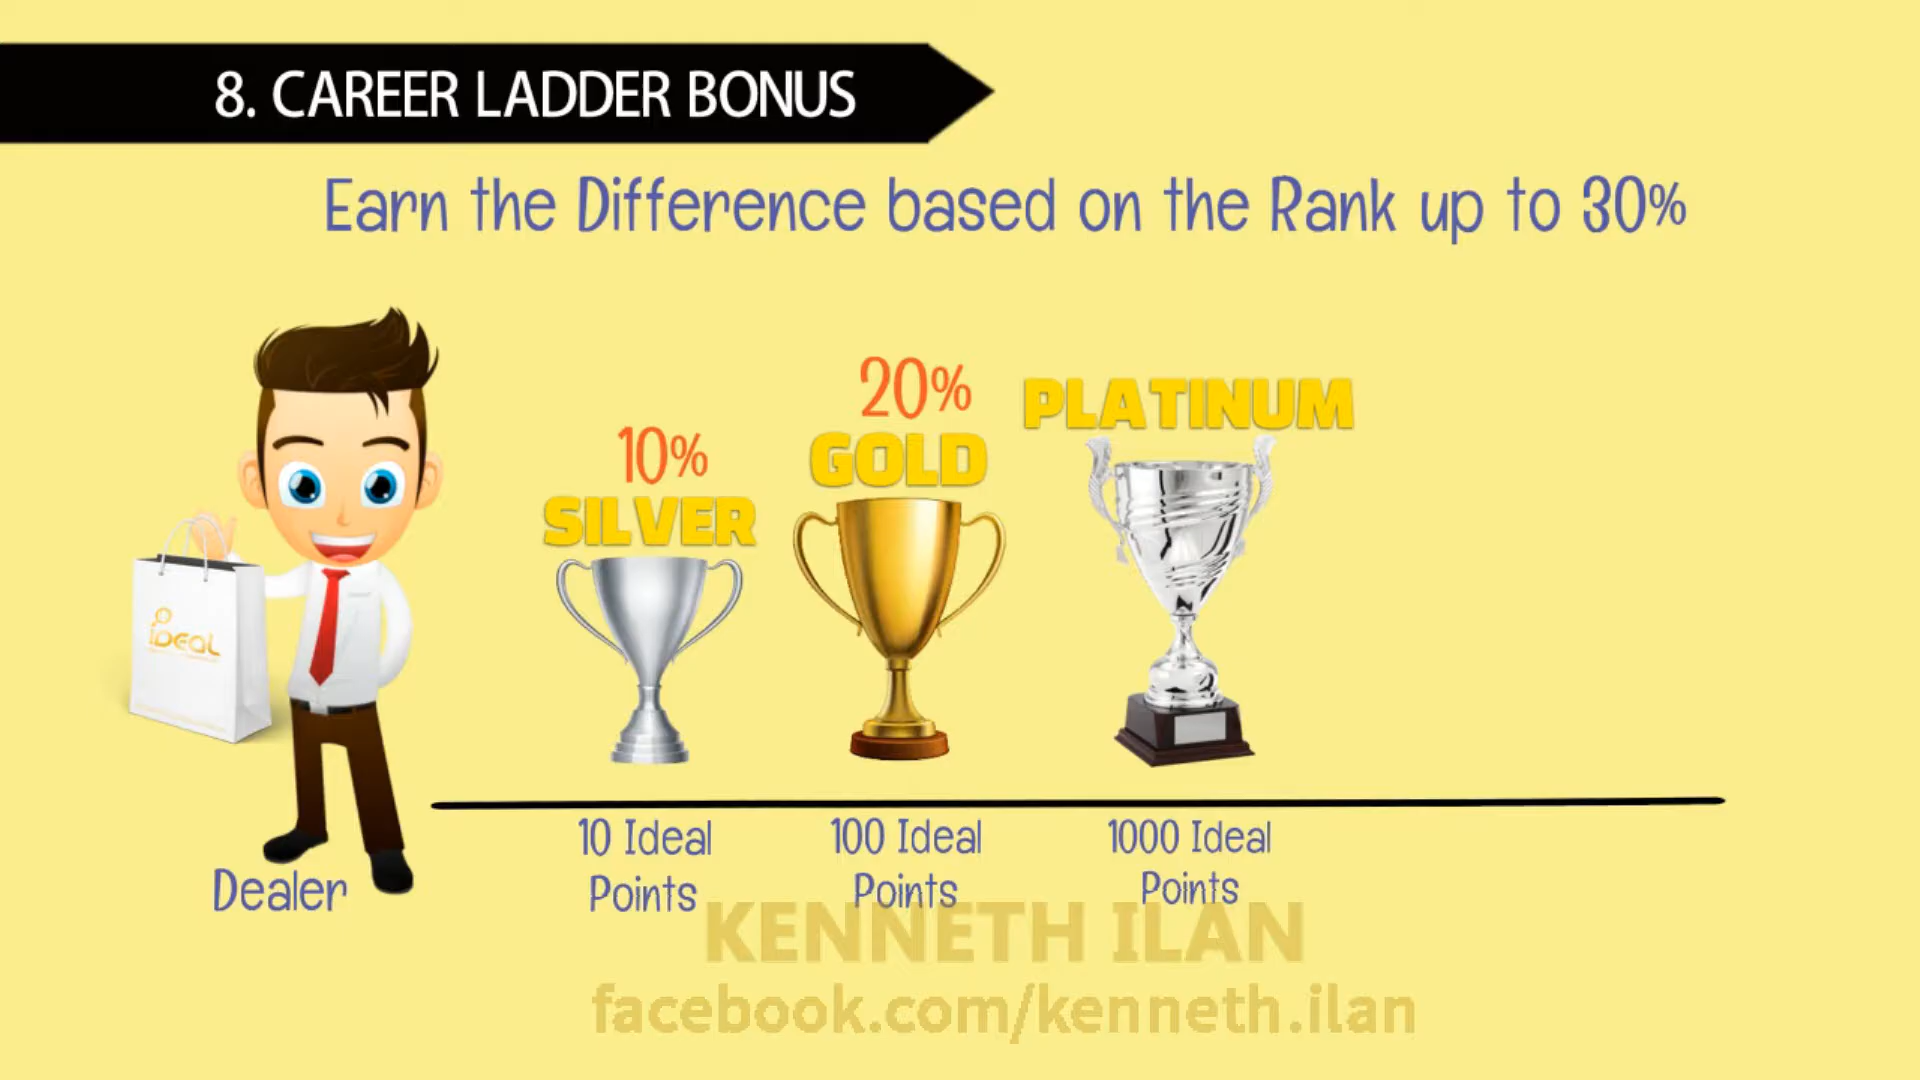 8. CAREER LADDER BONUS
Earn the Difference based on the Rank up to 30%
10%
SILVER
20%
GOLD
PLATINUM
iDeaL
Dealer
10 Ideal
Points
100 Ideal
Points
1000 Ideal
Points
KENNETH ILAN
facebook.com/kenneth.ilan